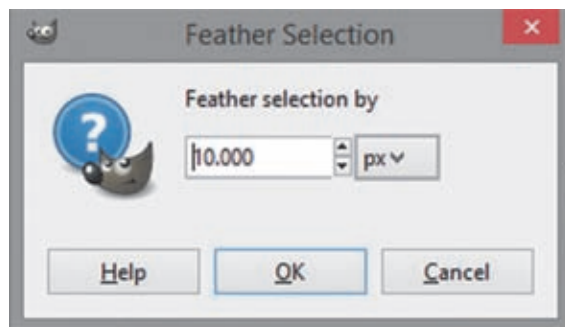 Feather Selection
Feather selection by
10.000 px
Help OK Cancel